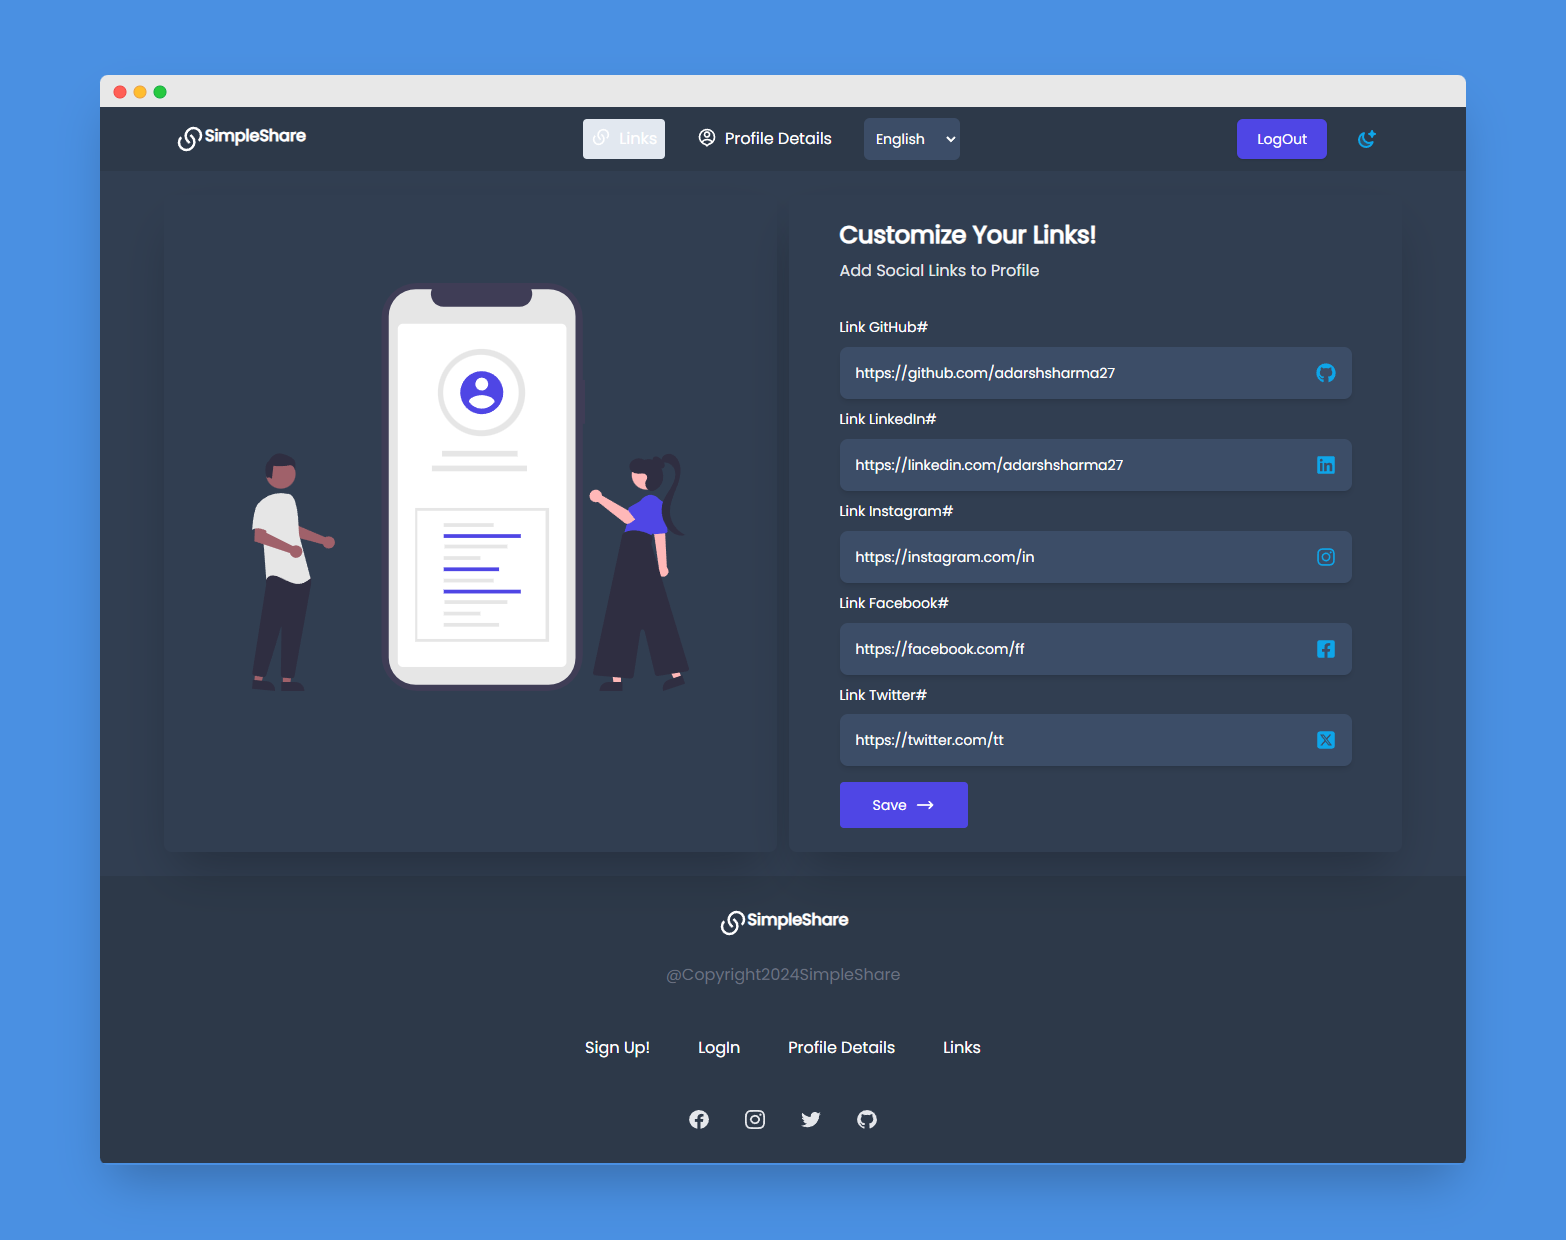 SimpleShare
Links
Profile Details
English
LogOut
Customize Your Links!
Add Social Links to Profile
Link GitHub#
https://github.com/adarshsharma27
Link LinkedIn#
https://linkedin.com/adarshsharma27
Link Instagram#
https://instagram.com/in
Link Facebook#
https://facebook.com/ff
Link Twitter#
https://twitter.com/tt
Save
SimpleShare
@Copyright2024SimpleShare
Sign Up!
LogIn
Profile Details
Links